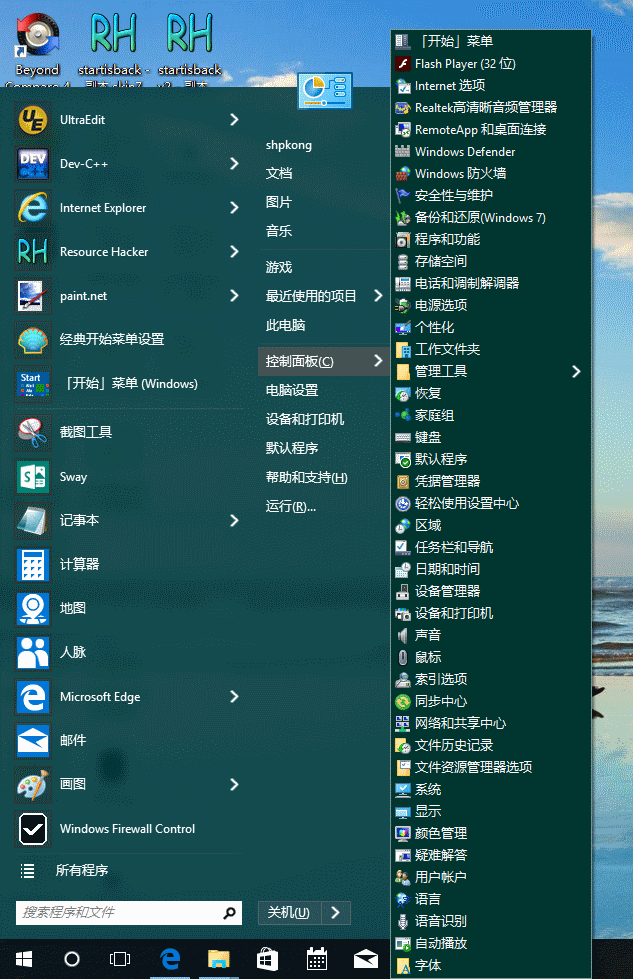 RH
RH
Beyond
Compare 4
startisback -
副本 skin7
startisback
v2 - 副本
UltraEdit
Dev-C++
Internet Explorer
Resource Hacker
paint.net
经典开始菜单设置
「开始」菜单 (Windows)
截图工具
Sway
记事本
计算器
地图
人脉
Microsoft Edge
邮件
画图
Windows Firewall Control
所有程序
搜索程序和文件
shpkong
文档
图片
音乐
游戏
最近使用的项目
此电脑
控制面板(C)
电脑设置
设备和打印机
默认程序
帮助和支持(H)
运行(R)...
关机(U)
「开始」菜单
Flash Player (32 位)
Internet 选项
Realtek高清晰音频管理器
RemoteApp 和桌面连接
Windows Defender
Windows 防火墙
安全性与维护
备份和还原(Windows 7)
程序和功能
存储空间
电话和调制解调器
电源选项
个性化
工作文件夹
管理工具
恢复
家庭组
键盘
默认程序
凭据管理器
轻松使用设置中心
区域
任务栏和导航
日期和时间
设备管理器
设备和打印机
声音
鼠标
索引选项
同步中心
网络和共享中心
文件历史记录
文件资源管理器选项
系统
显示
颜色管理
疑难解答
用户帐户
语言
语音识别
自动播放
字体